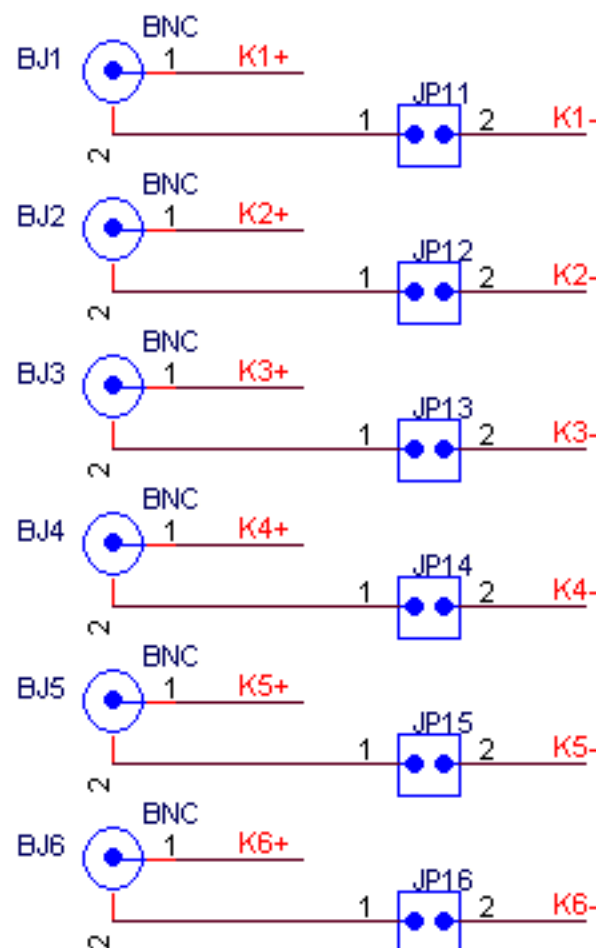 BNC
BJ1 1 K1+
JP11
1 2 K1-
2
BNC
BJ2 1 K2+
JP12
1 2 K2-
2
BNC
BJ3 1 K3+
JP13
1 2 K3-
2
BNC
BJ4 1 K4+
JP14
1 2 K4-
2
BNC
BJ5 1 K5+
JP15
1 2 K5-
2
BNC
BJ6 1 K6+
JP16
1 2 K6-
2